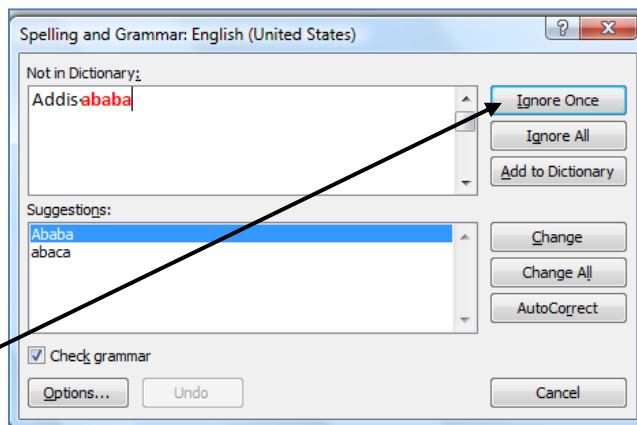 Spelling and Grammar: English (United States)
Not in Dictionary:
Addis·ababa
Ignore Once
Ignore All
Add to Dictionary
Suggestions:
Ababa
abaca
Change
Change All
AutoCorrect
Check grammar
Options...
Undo
Cancel